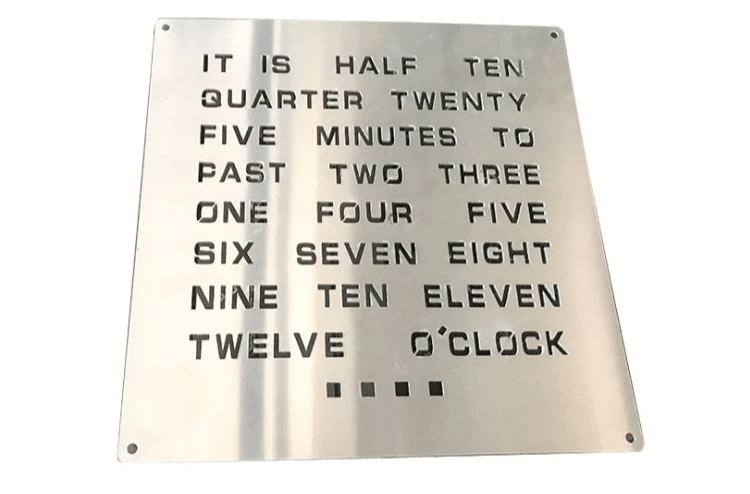 IT IS HALF TEN
QUARTER TWENTY
FIVE MINUTES TO
PAST TWO THREE
ONE FOUR FIVE
SIX SEVEN EIGHT
NINE TEN ELEVEN
TWELVE O'CLOCK